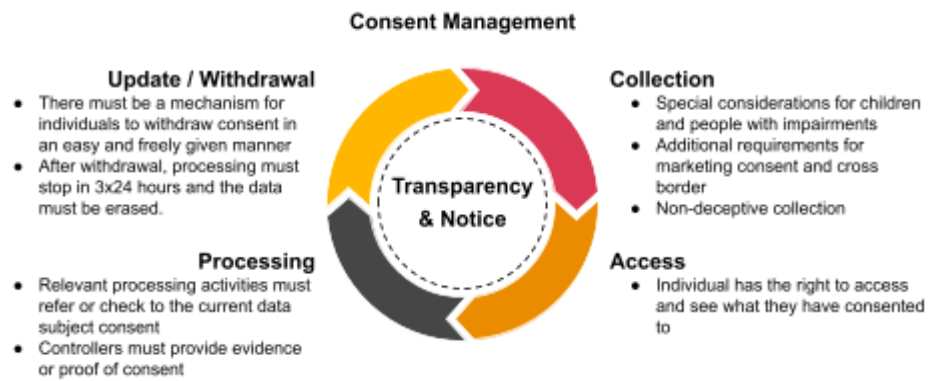 Consent Management
Update / Withdrawal
● There must be a mechanism for
individuals to withdraw consent in
an easy and freely given manner
● After withdrawal, processing must
stop in 3x24 hours and the data
must be erased.
Collection
● Special considerations for children
and people with impairments
● Additional requirements for
marketing consent and cross
border
● Non-deceptive collection
Transparency
& Notice
Processing
● Relevant processing activities must
refer or check to the current data
subject consent
● Controllers must provide evidence
or proof of consent
Access
● Individual has the right to access
and see what they have consented
to